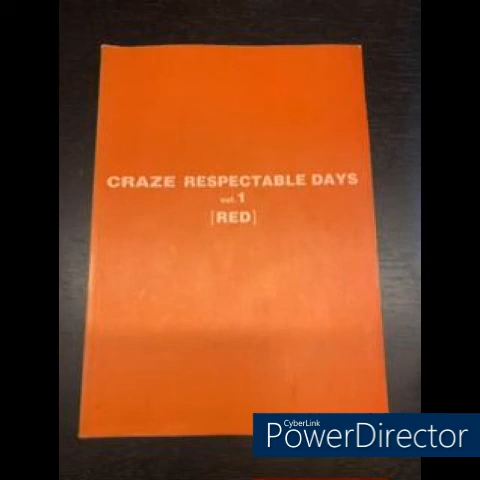 CRAZE RESPECTABLE DAYS
vol.1
[RED]
CyberLink
PowerDirector